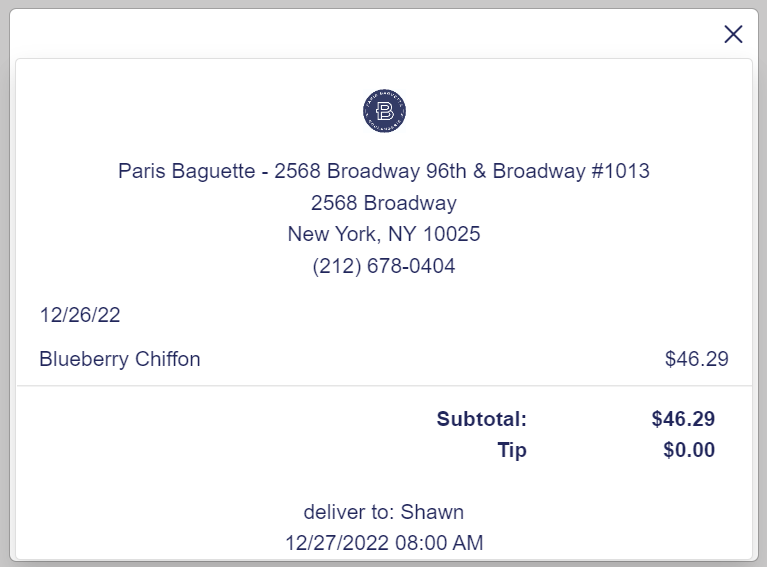 PARIS BAGUETTE
B
Paris Baguette - 2568 Broadway 96th & Broadway #1013
2568 Broadway
New York, NY 10025
(212) 678-0404
12/26/22
Blueberry Chiffon $46.29
Subtotal: $46.29
Tip $0.00
deliver to: Shawn
12/27/2022 08:00 AM